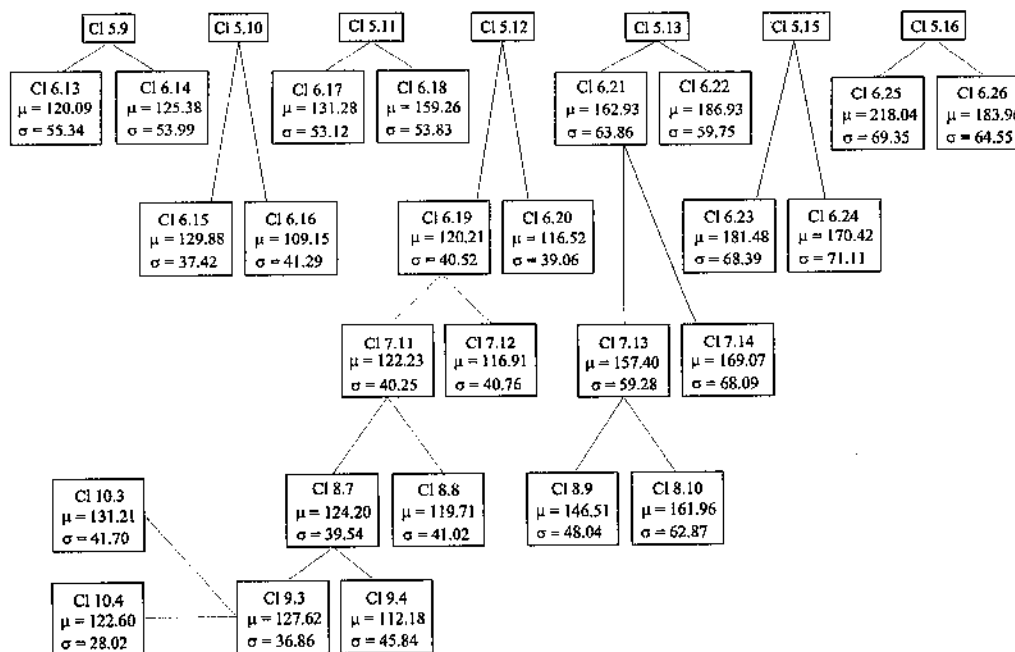 Cl 5.9
Cl 5.10
Cl 5.11
Cl 5.12
Cl 5.13
Cl 5.15
Cl 5.16
Cl 6.13
μ = 120.09
σ = 55.34
Cl 6.14
μ = 125.38
σ = 53.99
Cl 6.17
μ = 131.28
σ = 53.12
Cl 6.18
μ = 159.26
σ = 53.83
Cl 6.21
μ = 162.93
σ = 63.86
Cl 6.22
μ = 186.93
σ = 59.75
Cl 6.25
μ = 218.04
σ = 69.35
Cl 6.26
μ = 183.96
σ = 64.55
Cl 6.15
μ = 129.88
σ = 37.42
Cl 6.16
μ = 109.15
σ = 41.29
Cl 6.19
μ = 120.21
σ = 40.52
Cl 6.20
μ = 116.52
σ = 39.06
Cl 6.23
μ = 181.48
σ = 68.39
Cl 6.24
μ = 170.42
σ = 71.11
Cl 7.11
μ = 122.23
σ = 40.25
Cl 7.12
μ = 116.91
σ = 40.76
Cl 7.13
μ = 157.40
σ = 59.28
Cl 7.14
μ = 169.07
σ = 68.09
Cl 10.3
μ = 131.21
σ = 41.70
Cl 8.7
μ = 124.20
σ = 39.54
Cl 8.8
μ = 119.71
σ = 41.02
Cl 8.9
μ = 146.51
σ = 48.04
Cl 8.10
μ = 161.96
σ = 62.87
Cl 10.4
μ = 122.60
σ = 28.02
Cl 9.3
μ = 127.62
σ = 36.86
Cl 9.4
μ = 112.18
σ = 45.84